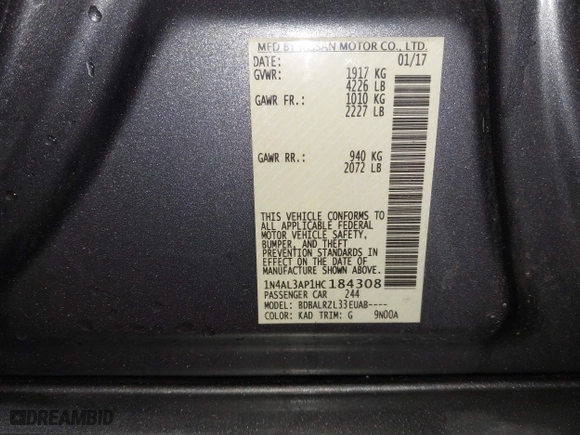 MFD BY NISSAN MOTOR CO., LTD.
DATE: 01/17
GVWR: 1917 KG
4226 LB
GAWR FR.: 1010 KG
2227 LB
GAWR RR.: 940 KG
2072 LB
THIS VEHICLE CONFORMS TO
ALL APPLICABLE FEDERAL
MOTOR VEHICLE SAFETY,
BUMPER, AND THEFT
PREVENTION STANDARDS IN
EFFECT ON THE DATE OF
MANUFACTURE SHOWN ABOVE.
1N4AL3AP1HC184308
PASSENGER CAR 244
MODEL: BDBALRZL33EUAB----
COLOR: KAD TRIM: G 9N00A
DREAMBID